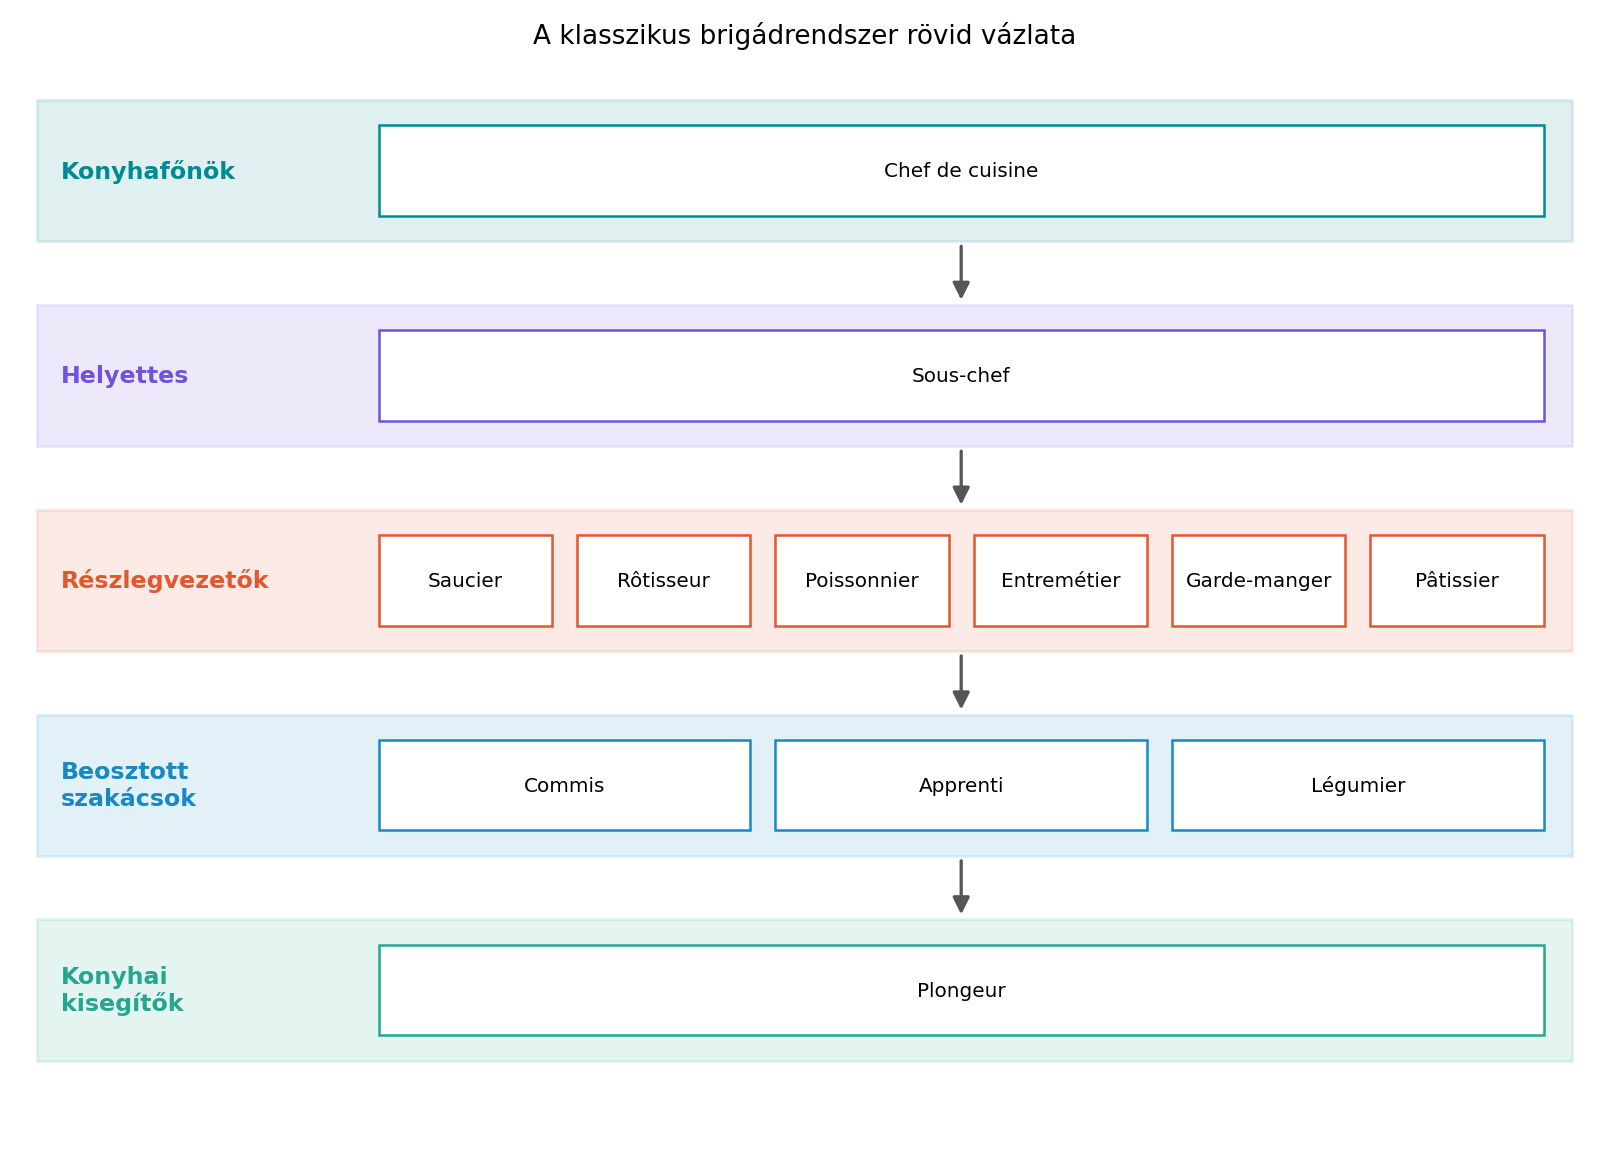 A klasszikus brigádrendszer rövid vázlata
Konyhafőnök
Chef de cuisine
Helyettes
Sous-chef
Részlegvezetők
Saucier
Rôtisseur
Poissonnier
Entremétier
Garde-manger
Pâtissier
Beosztott
szakácsok
Commis
Apprenti
Légumier
Konyhai
kisegítők
Plongeur